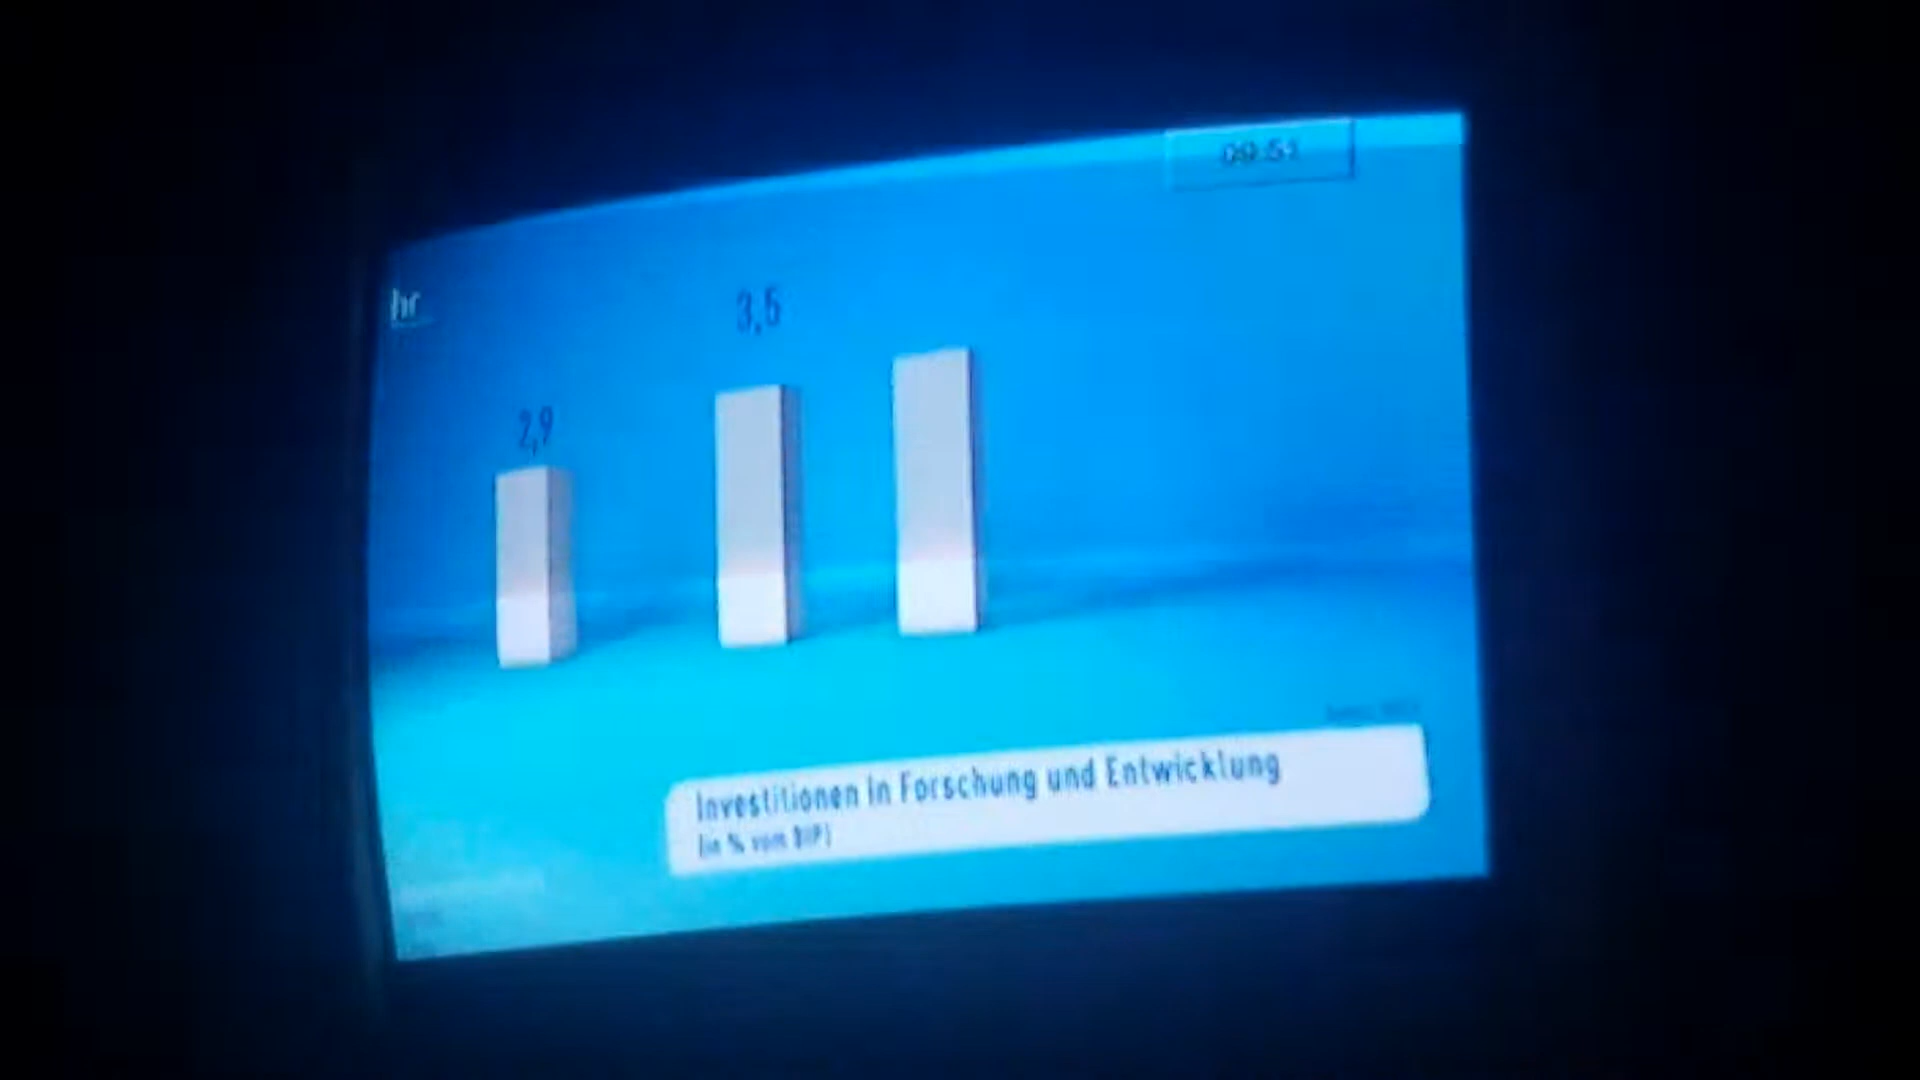 09:51
hr
3,5
2,9
Investitionen in Forschung und Entwicklung
(in % vom BIP)